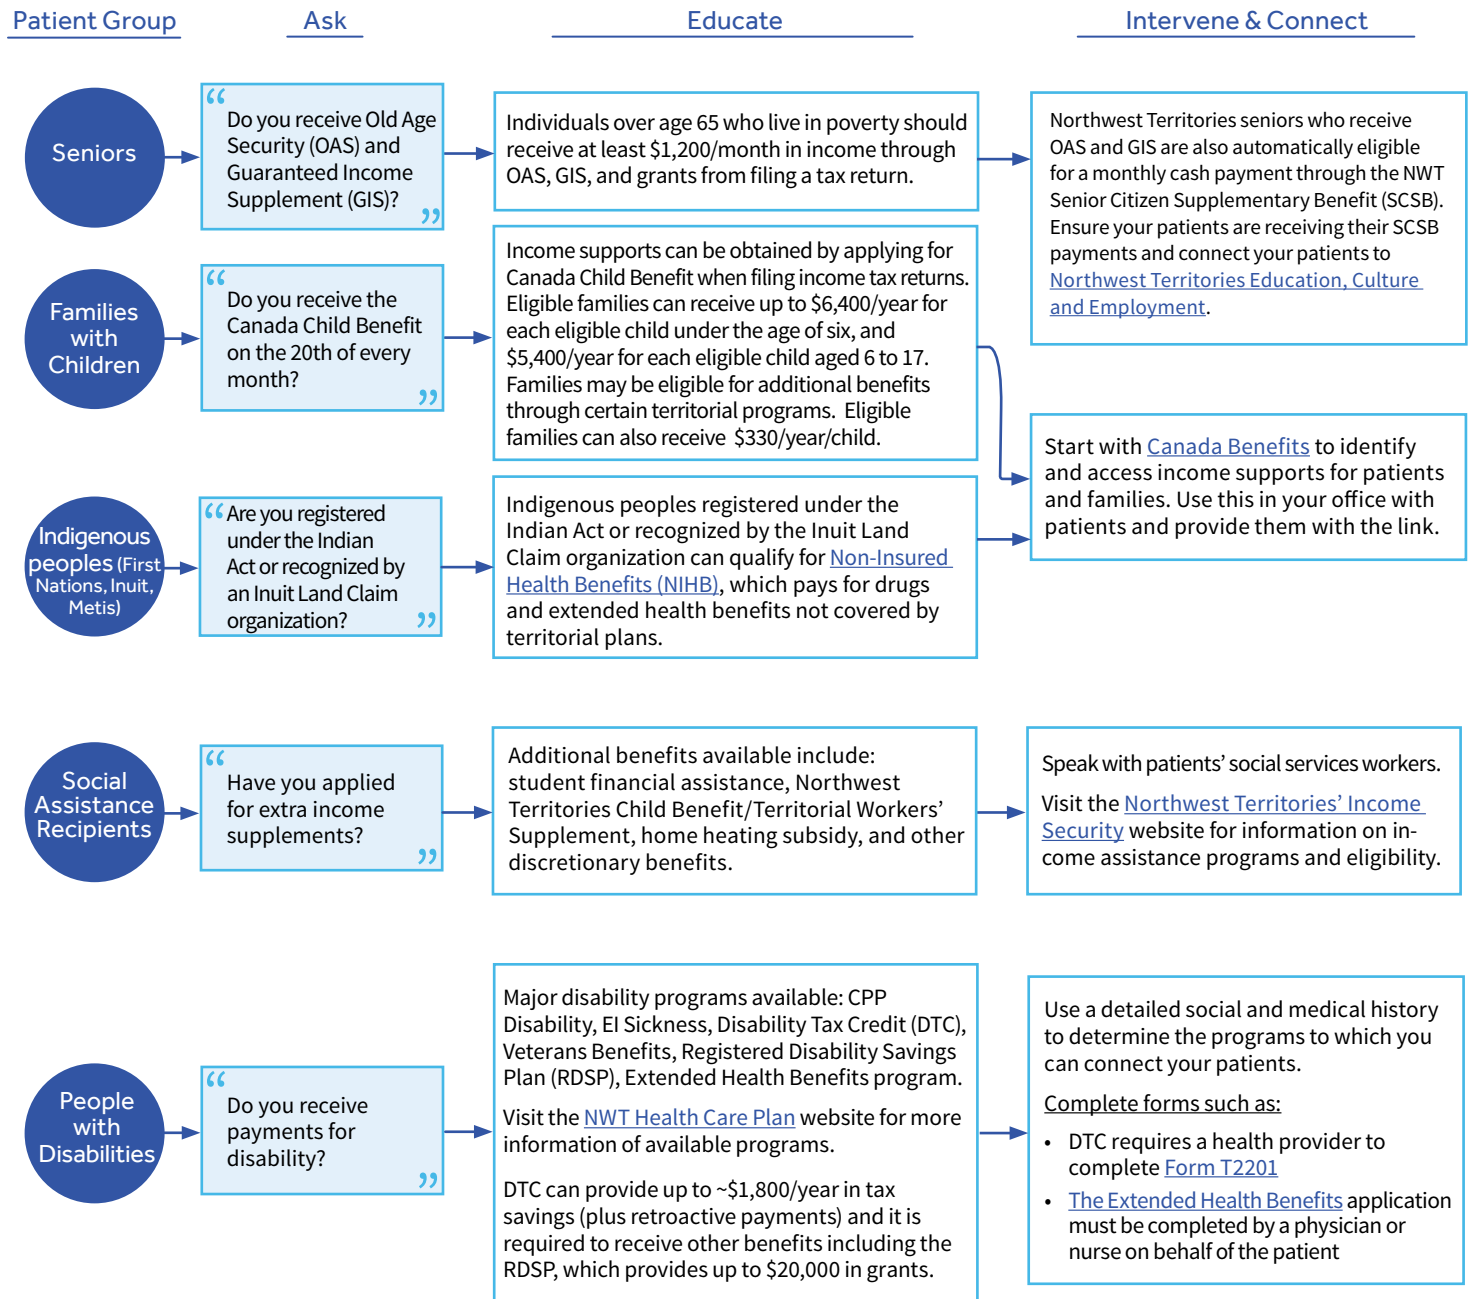 Patient Group
Ask
Educate
Intervene & Connect
Seniors
“
Do you receive Old Age
Security (OAS) and
Guaranteed Income
Supplement (GIS)?
”
Individuals over age 65 who live in poverty should
receive at least $1,200/month in income through
OAS, GIS, and grants from filing a tax return.
Northwest Territories seniors who receive
OAS and GIS are also automatically eligible
for a monthly cash payment through the NWT
Senior Citizen Supplementary Benefit (SCSB).
Ensure your patients are receiving their SCSB
payments and connect your patients to
Northwest Territories Education, Culture
and Employment.
Families
with
Children
“
Do you receive the
Canada Child Benefit
on the 20th of every
month?
”
Income supports can be obtained by applying for
Canada Child Benefit when filing income tax returns.
Eligible families can receive up to $6,400/year for
each eligible child under the age of six, and
$5,400/year for each eligible child aged 6 to 17.
Families may be eligible for additional benefits
through certain territorial programs.  Eligible
families can also receive  $330/year/child.
Start with Canada Benefits to identify
and access income supports for patients
and families. Use this in your office with
patients and provide them with the link.
Indigenous
peoples (First
Nations, Inuit,
Metis)
“ Are you registered
under the Indian
Act or recognized by
an Inuit Land Claim
organization? ”
Indigenous peoples registered under the
Indian Act or recognized by the Inuit Land
Claim organization can qualify for Non-Insured
Health Benefits (NIHB), which pays for drugs
and extended health benefits not covered by
territorial plans.
Social
Assistance
Recipients
“
Have you applied
for extra income
supplements?
”
Additional benefits available include:
student financial assistance, Northwest
Territories Child Benefit/Territorial Workers’
Supplement, home heating subsidy, and other
discretionary benefits.
Speak with patients’ social services workers.
Visit the Northwest Territories’ Income
Security website for information on in-
come assistance programs and eligibility.
People
with
Disabilities
“
Do you receive
payments for
disability?
”
Major disability programs available: CPP
Disability, EI Sickness, Disability Tax Credit (DTC),
Veterans Benefits, Registered Disability Savings
Plan (RDSP), Extended Health Benefits program.
Visit the NWT Health Care Plan website for more
information of available programs.
DTC can provide up to ~$1,800/year in tax
savings (plus retroactive payments) and it is
required to receive other benefits including the
RDSP, which provides up to $20,000 in grants.
Use a detailed social and medical history
to determine the programs to which you
can connect your patients.
Complete forms such as:
• DTC requires a health provider to
complete Form T2201
• The Extended Health Benefits application
must be completed by a physician or
nurse on behalf of the patient